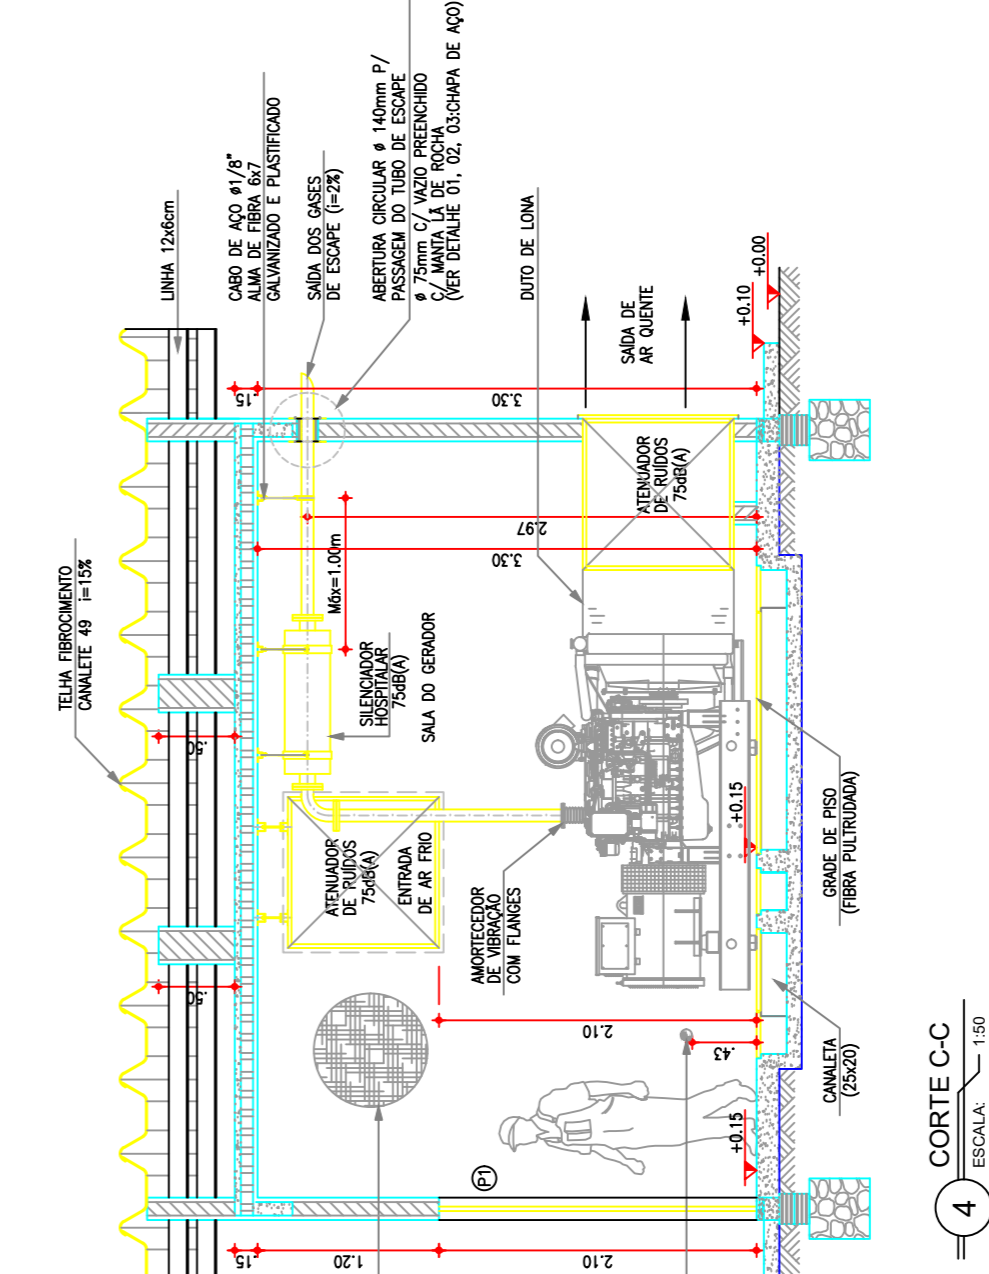 TELHA FIBROCIMENTO
CANALETE 49 i=15%
LINHA 12x6cm
CABO DE AÇO ø1/8"
ALMA DE FIBRA 6x7
GALVANIZADO E PLASTIFICADO
SAÍDA DOS GASES
DE ESCAPE (i=2%)
ABERTURA CIRCULAR ø 140mm P/
PASSAGEM DO TUBO DE ESCAPE
ø 75mm C/ VAZIO PREENCHIDO
C/ MANTA LÃ DE ROCHA
(VER DETALHE 01, 02, 03:CHAPA DE AÇO)
DUTO DE LONA
SAÍDA DE
AR QUENTE
+0.10
+0.00
.15
3.30
.50
.50
Máx=1.00m
2.97
3.30
SILENCIADOR
HOSPITALAR
75dB(A)
SALA DO GERADOR
ATENUADOR
DE RUÍDOS
75dB(A)
ATENUADOR
DE RUÍDOS
75dB(A)
ENTRADA
DE AR FRIO
AMORTECEDOR
DE VIBRAÇÃO
COM FLANGES
+0.15
GRADE DE PISO
(FIBRA PULTRUDADA)
2.10
.43
CANALETA
(25x20)
+0.15
P1
.15
1.20
2.10
4
CORTE C-C
ESCALA:
1:50